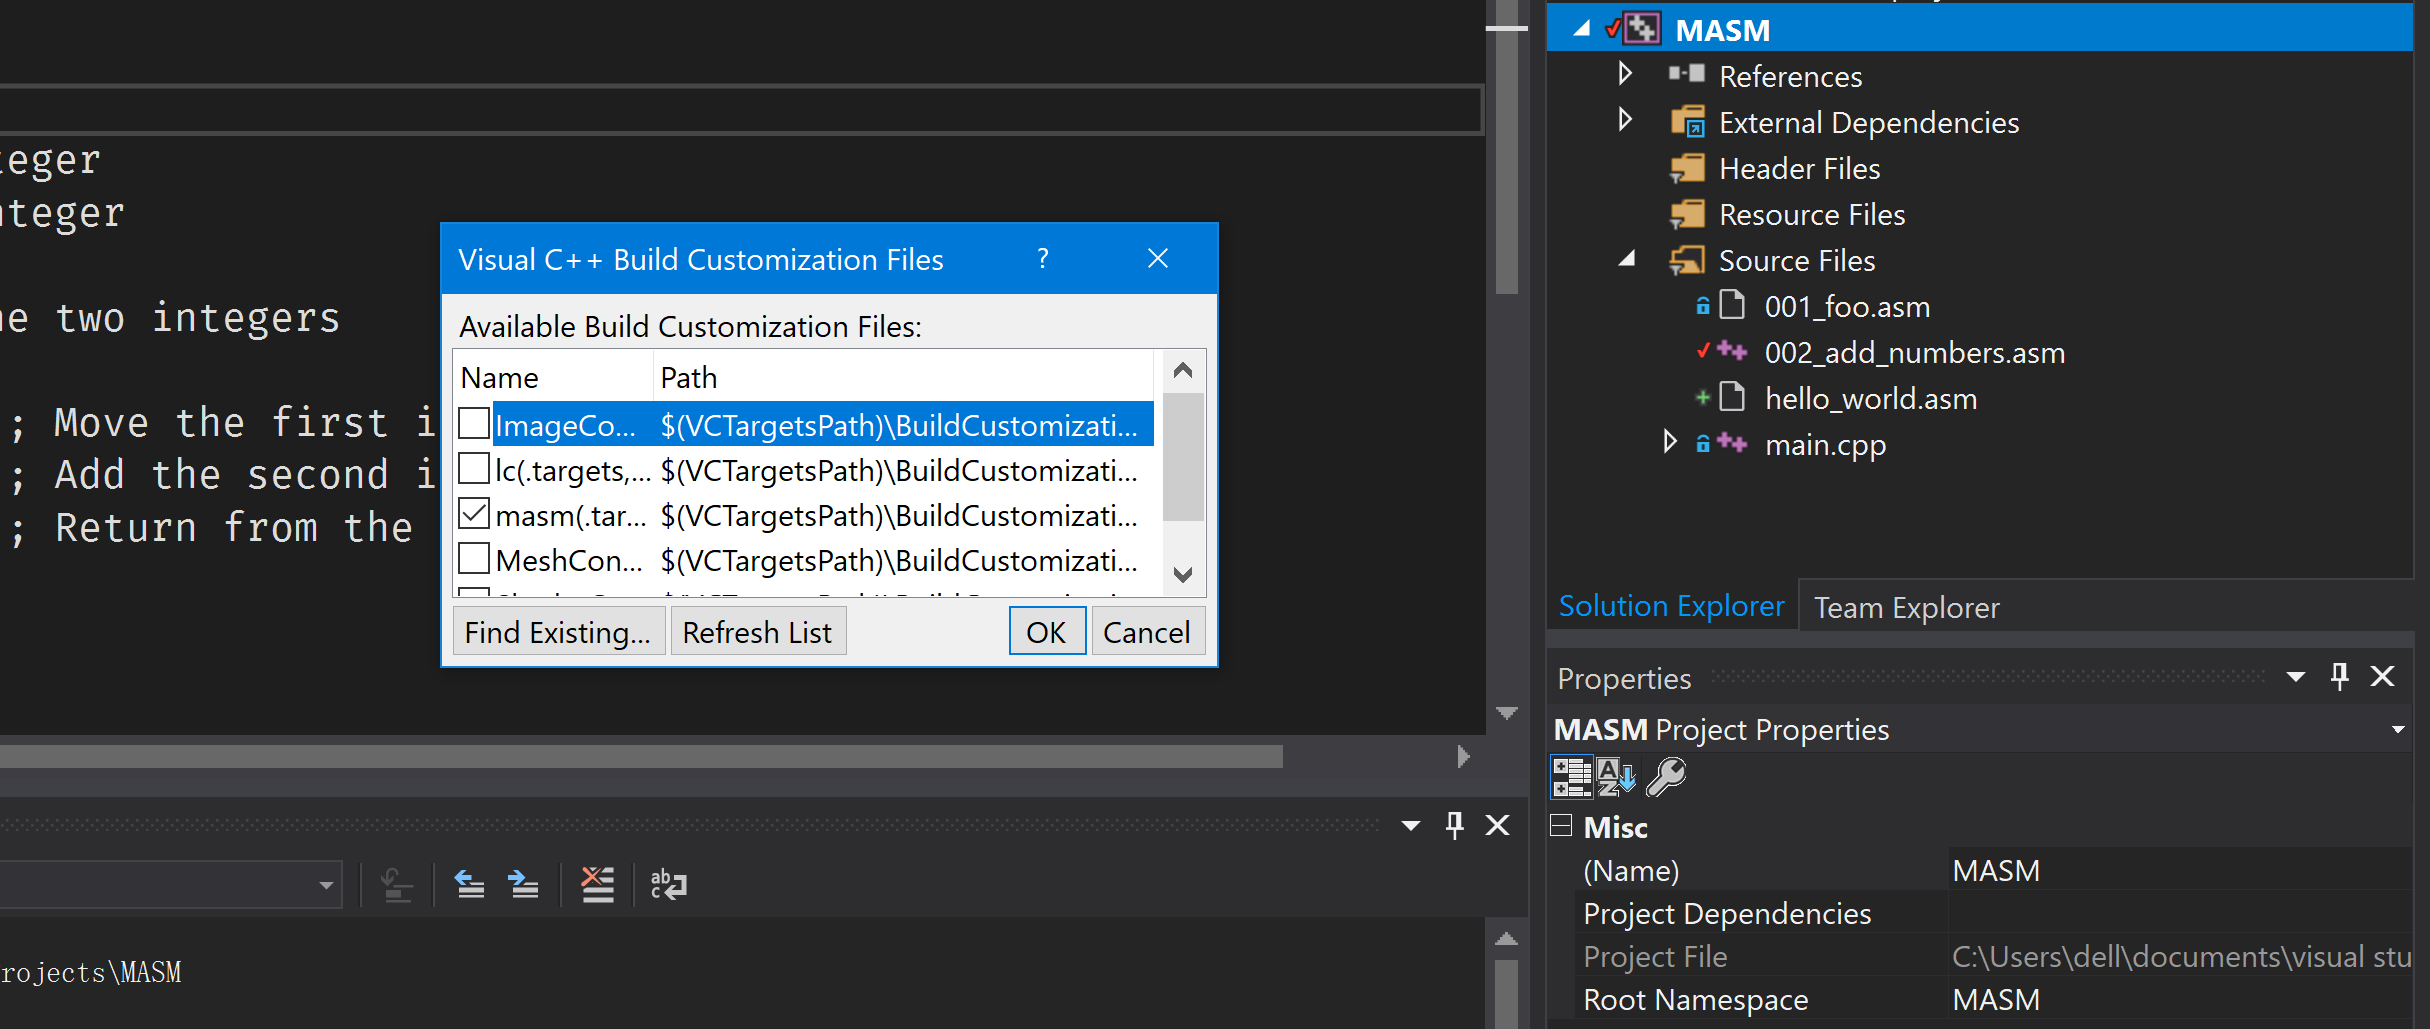 teger
nteger
ne two integers
; Move the first i
; Add the second i
; Return from the
Visual C++ Build Customization Files
?
Available Build Customization Files:
Name Path
ImageCo... $(VCTargetsPath)\BuildCustomizati...
lc(.targets,... $(VCTargetsPath)\BuildCustomizati...
masm(.tar... $(VCTargetsPath)\BuildCustomizati...
MeshCon... $(VCTargetsPath)\BuildCustomizati...
Find Existing... Refresh List OK Cancel
rojects\MASM
MASM
References
External Dependencies
Header Files
Resource Files
Source Files
001_foo.asm
002_add_numbers.asm
hello_world.asm
main.cpp
Solution Explorer Team Explorer
Properties
MASM Project Properties
Misc
(Name) MASM
Project Dependencies
Project File C:\Users\dell\documents\visual stu
Root Namespace MASM